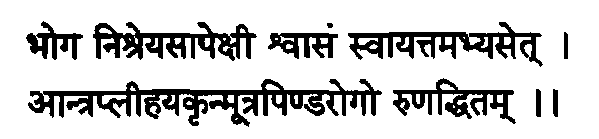 भोग निश्रेयसापेक्षी श्वासं स्वायत्तमभ्यसेत् ।
आन्त्रप्लीहयकृन्मूत्रपिण्डरोगो रुणद्धितम् ।।